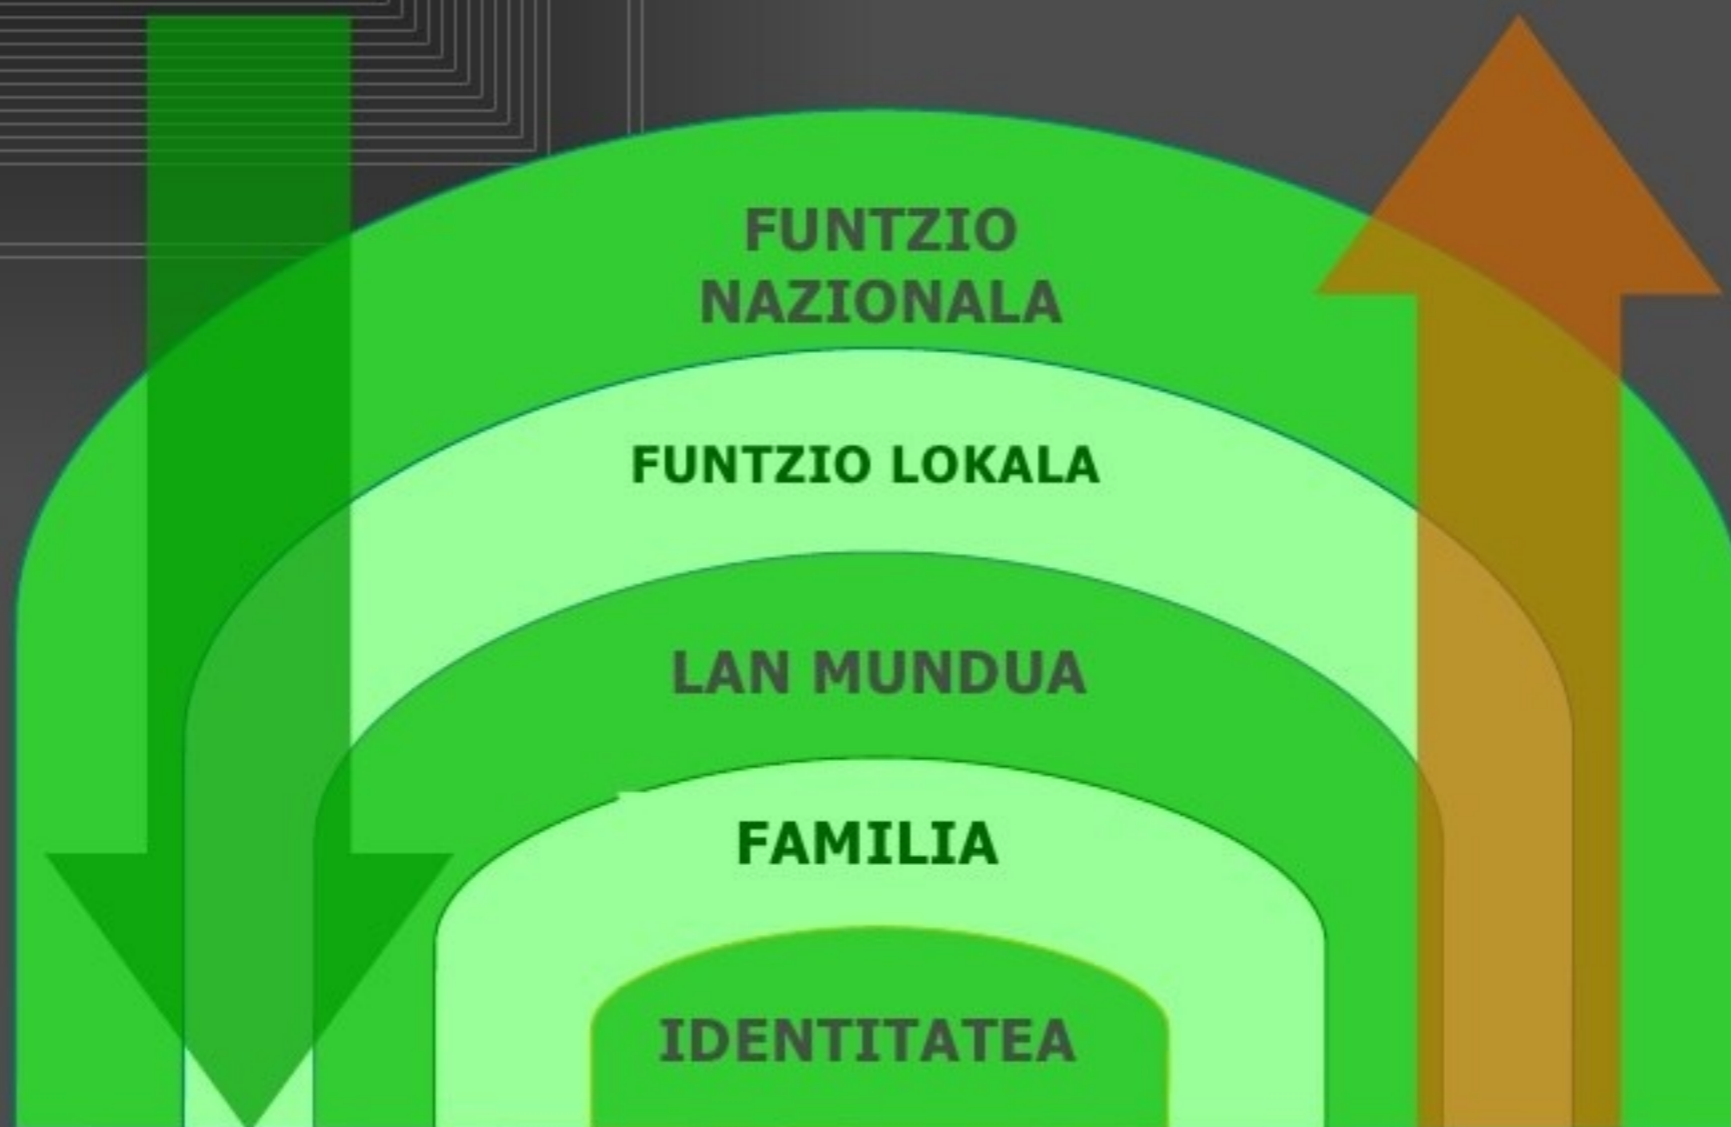 FUNTZIO
NAZIONALA
FUNTZIO LOKALA
LAN MUNDUA
FAMILIA
IDENTITATEA